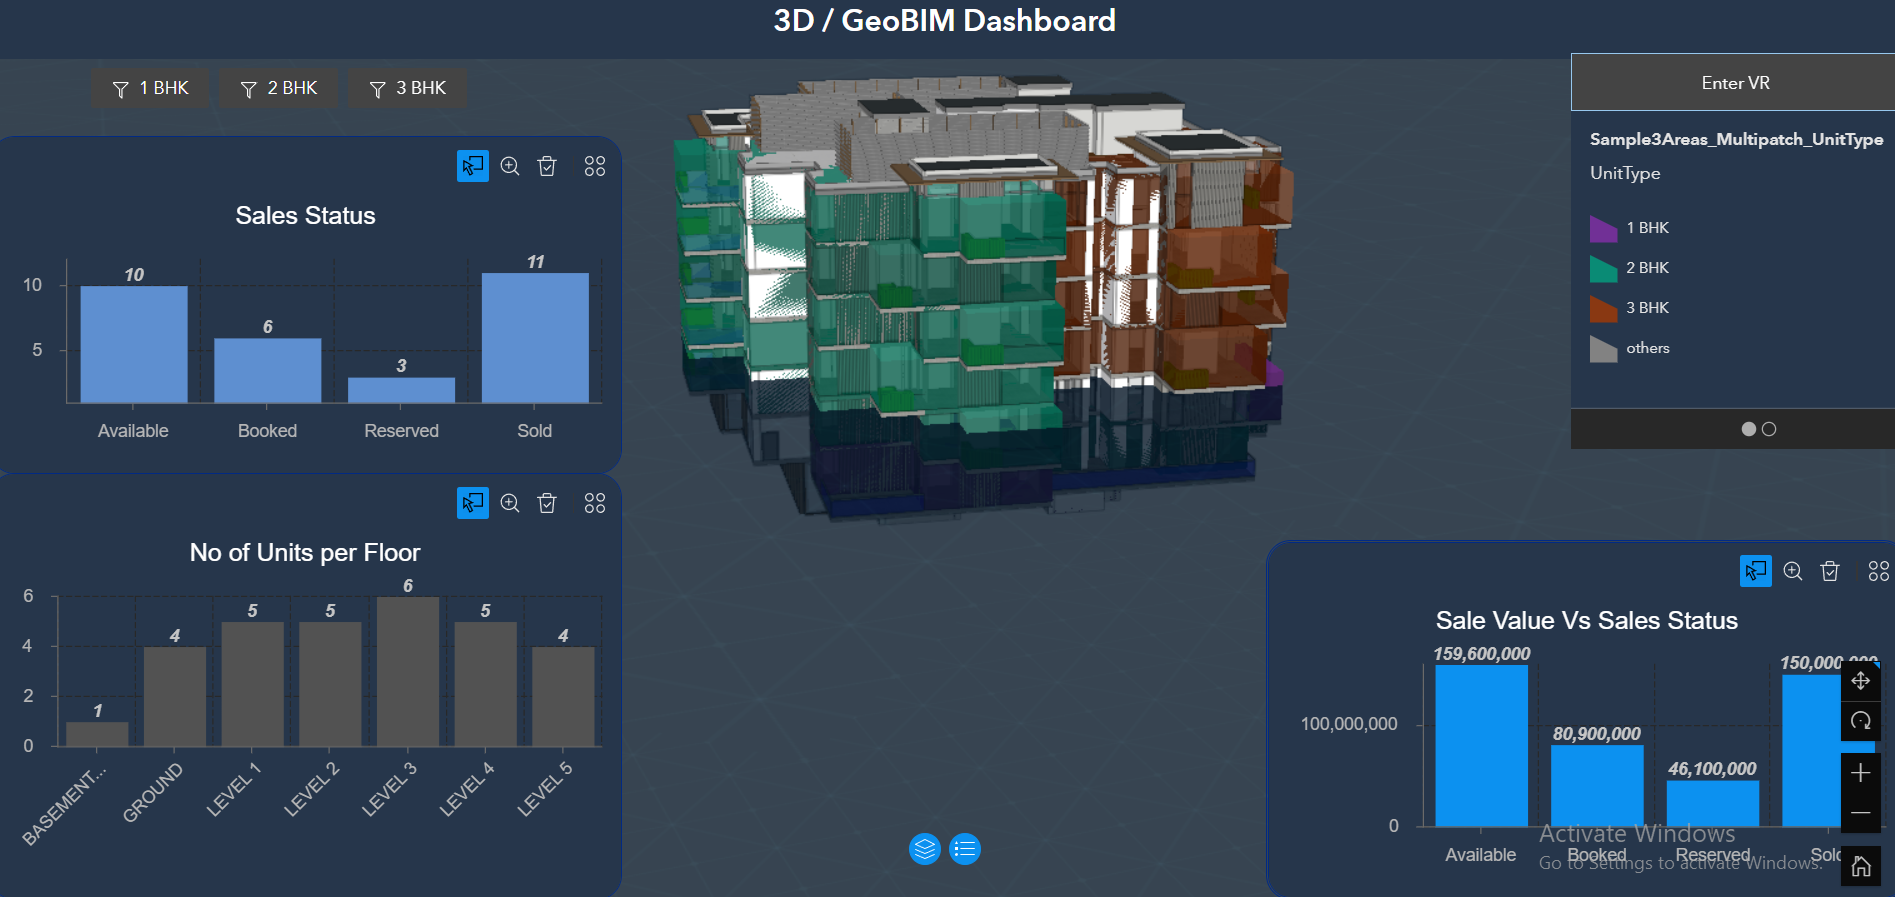 3D / GeoBIM Dashboard
1 BHK
2 BHK
3 BHK
Enter VR
Sample3Areas_Multipatch_UnitType
UnitType
1 BHK
2 BHK
3 BHK
others
Sales Status
10
5
10
6
3
11
Available
Booked
Reserved
Sold
No of Units per Floor
6
4
2
0
1
4
5
5
6
5
4
BASEMENT...
GROUND
LEVEL 1
LEVEL 2
LEVEL 3
LEVEL 4
LEVEL 5
Sale Value Vs Sales Status
100,000,000
0
159,600,000
80,900,000
46,100,000
150,000,000
Available
Booked
Reserved
Sold
Activate Windows
Go to Settings to activate Windows.